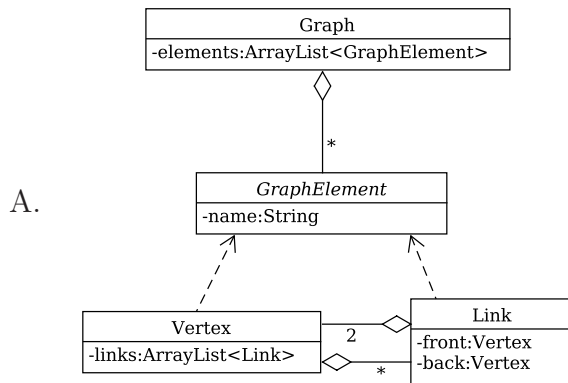 Graph
-elements:ArrayList<GraphElement>
*
A.
GraphElement
-name:String
Vertex
-links:ArrayList<Link>
2
*
Link
-front:Vertex
-back:Vertex